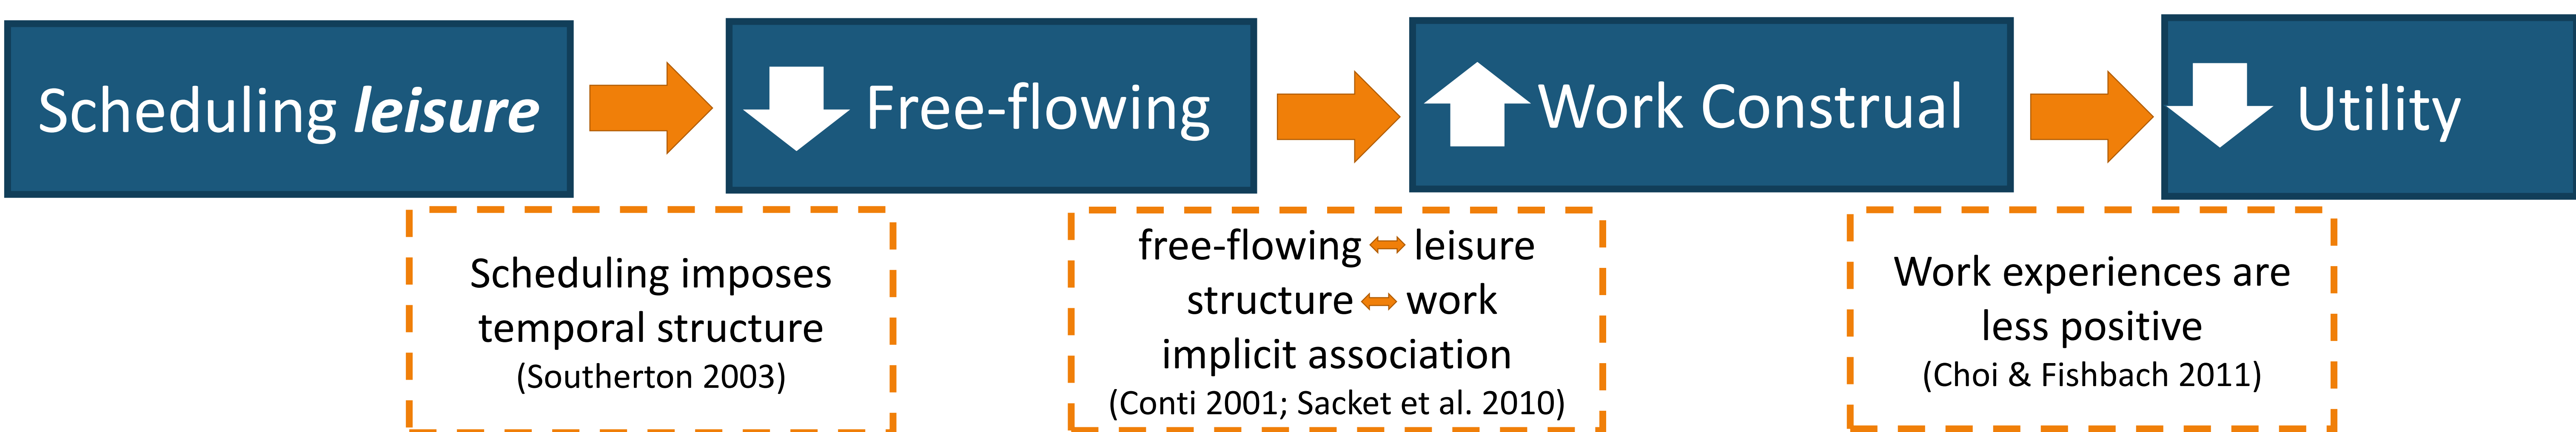 Scheduling leisure
Free-flowing
Work Construal
Utility
Scheduling imposes
temporal structure
(Southerton 2003)
free-flowing leisure
structure work
implicit association
(Conti 2001; Sacket et al. 2010)
Work experiences are
less positive
(Choi & Fishbach 2011)